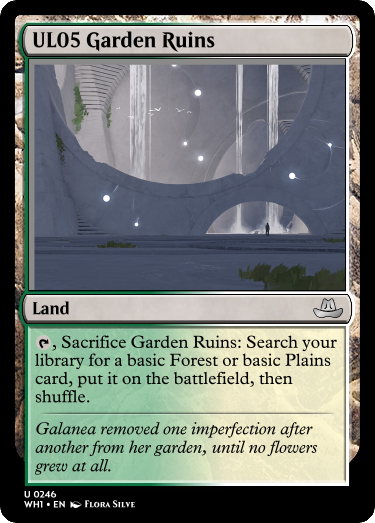 UL05 Garden Ruins
Land
, Sacrifice Garden Ruins: Search your
library for a basic Forest or basic Plains
card, put it on the battlefield, then
shuffle.
Galanea removed one imperfection after
another from her garden, until no flowers
grew at all.
U 0246
WH1 • EN Flora Silve